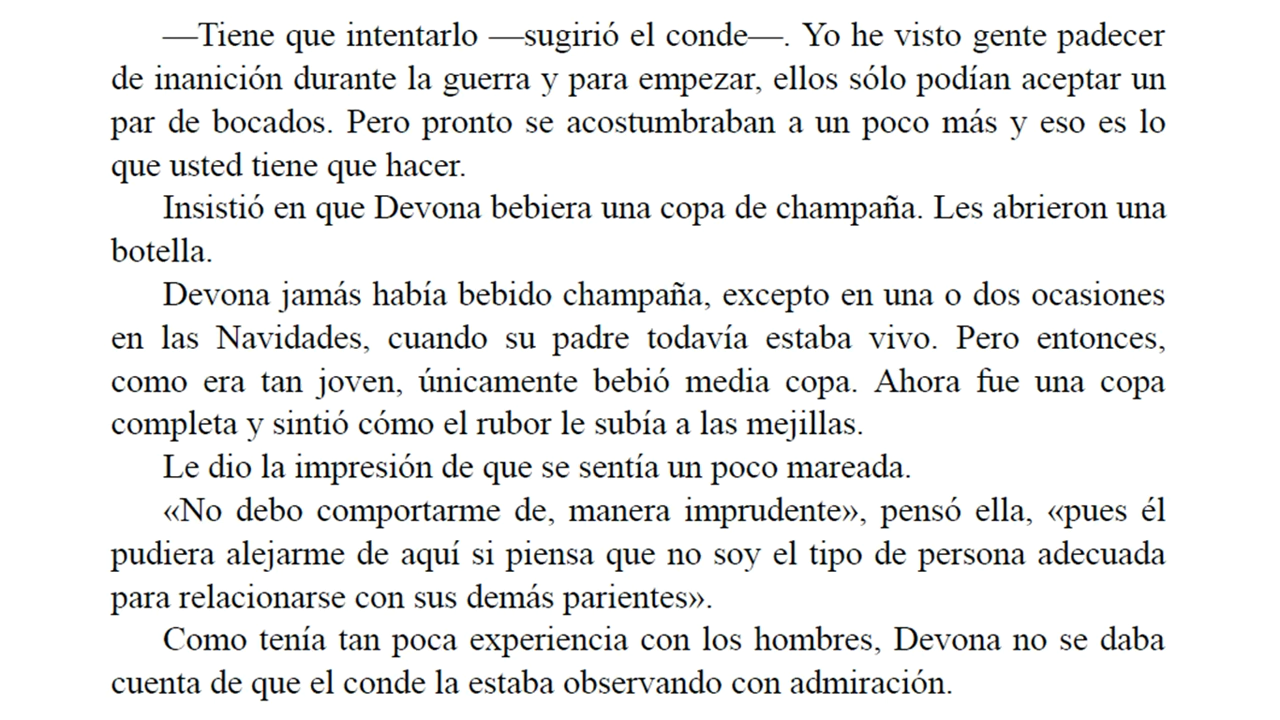 —Tiene que intentarlo —sugirió el conde—. Yo he visto gente padecer
de inanición durante la guerra y para empezar, ellos sólo podían aceptar un
par de bocados. Pero pronto se acostumbraban a un poco más y eso es lo
que usted tiene que hacer.
Insistió en que Devona bebiera una copa de champaña. Les abrieron una
botella.
Devona jamás había bebido champaña, excepto en una o dos ocasiones
en las Navidades, cuando su padre todavía estaba vivo. Pero entonces,
como era tan joven, únicamente bebió media copa. Ahora fue una copa
completa y sintió cómo el rubor le subía a las mejillas.
Le dio la impresión de que se sentía un poco mareada.
«No debo comportarme de, manera imprudente», pensó ella, «pues él
pudiera alejarme de aquí si piensa que no soy el tipo de persona adecuada
para relacionarse con sus demás parientes».
Como tenía tan poca experiencia con los hombres, Devona no se daba
cuenta de que el conde la estaba observando con admiración.